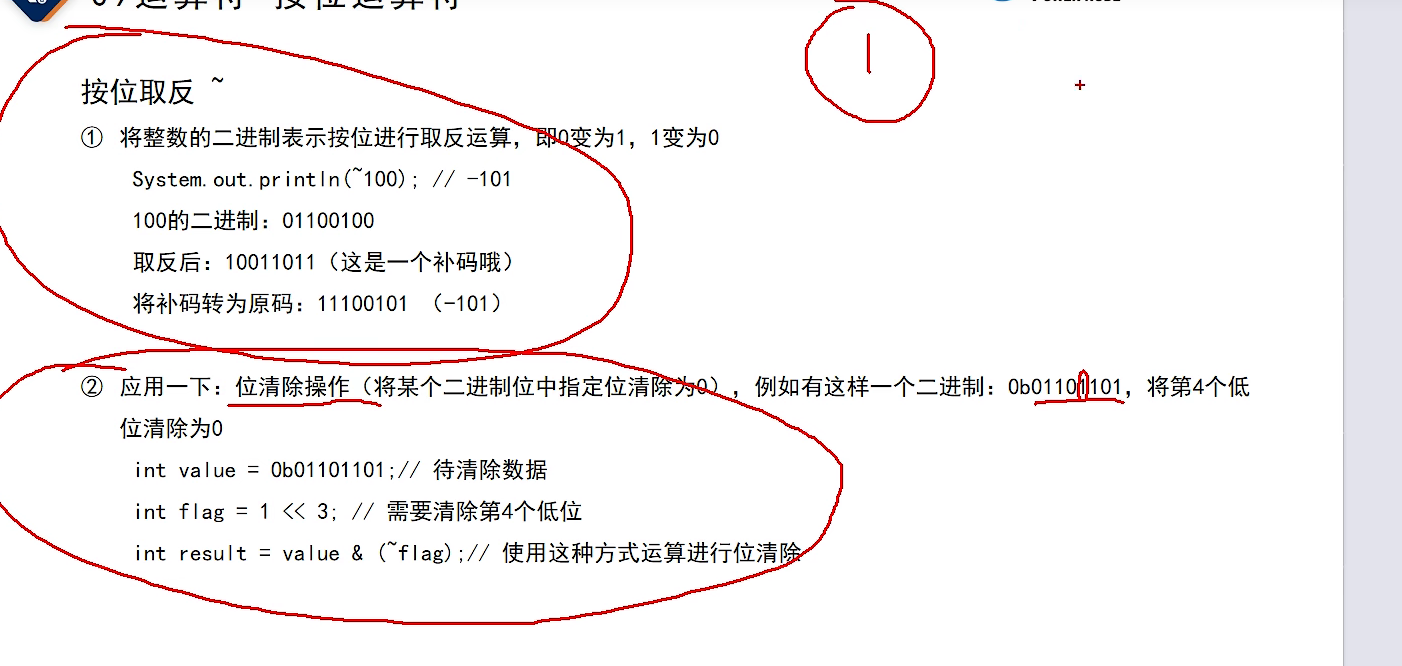 07运算符-按位运算符
1
按位取反 ~
① 将整数的二进制表示按位进行取反运算，即0变为1，1变为0
System.out.println(~100); // -101
100的二进制：01100100
取反后：10011011（这是一个补码哦）
将补码转为原码：11100101 （-101）
② 应用一下：位清除操作（将某个二进制位中指定位清除为0），例如有这样一个二进制：0b01101101，将第4个低
位清除为0
int value = 0b01101101;// 待清除数据
int flag = 1 << 3; // 需要清除第4个低位
int result = value & (~flag);// 使用这种方式运算进行位清除